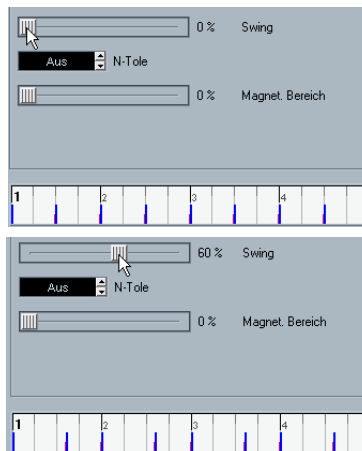 0 % Swing
Aus N-Tole
0 % Magnet. Bereich
1 2 3 4
60 % Swing
Aus N-Tole
0 % Magnet. Bereich
1 2 3 4